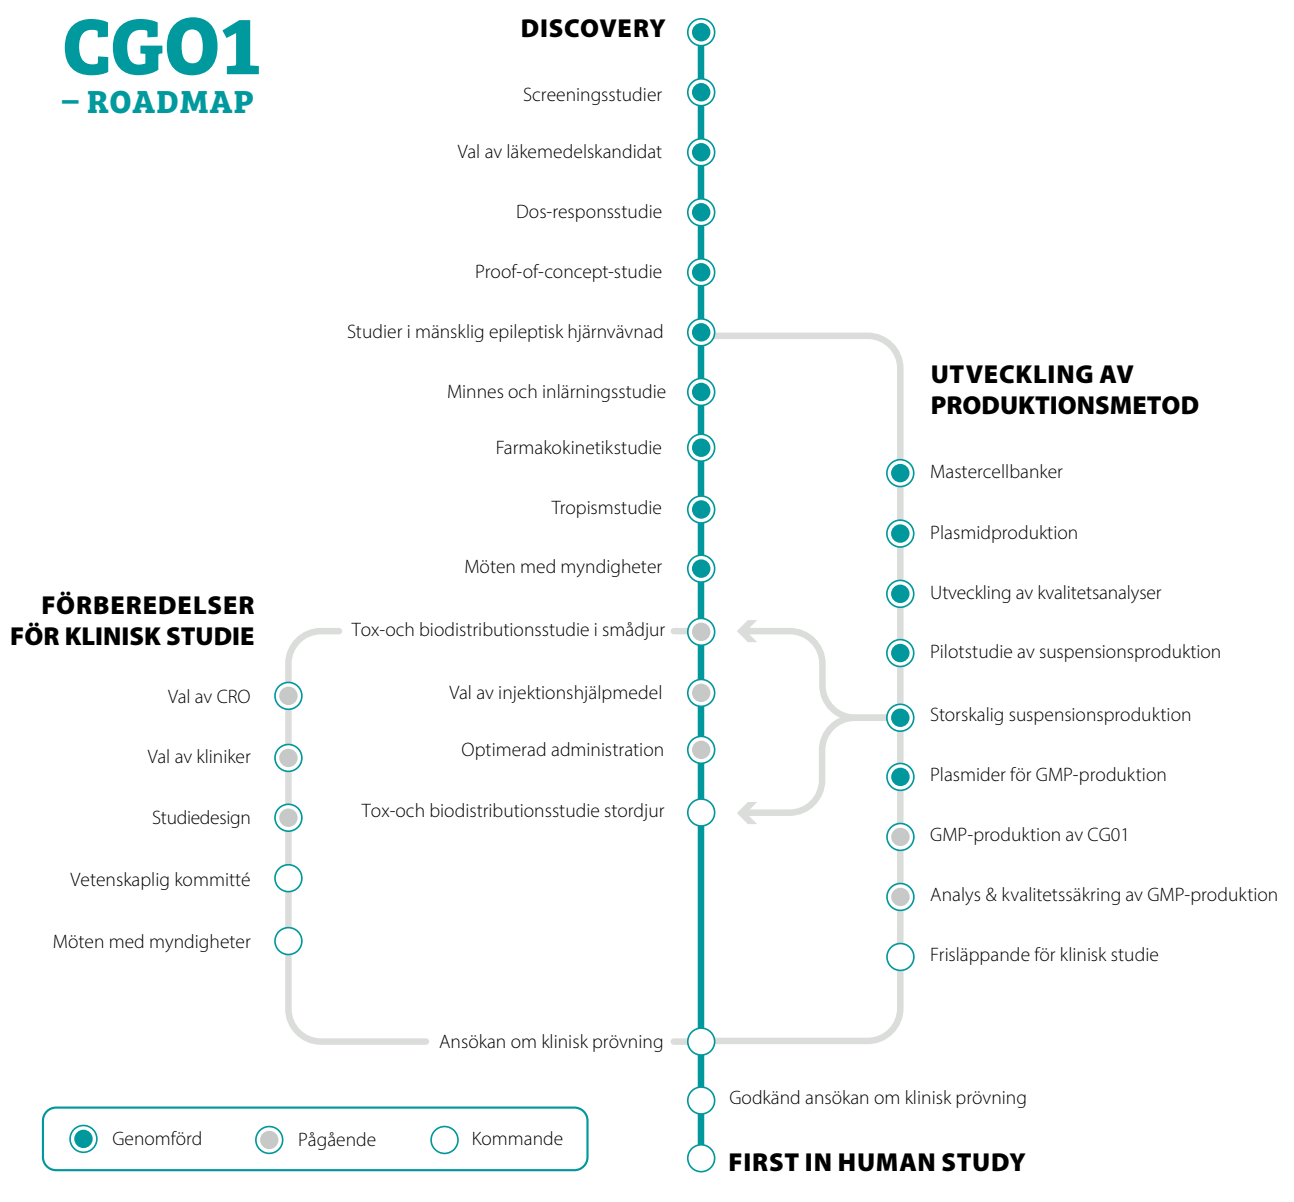 CG01
– ROADMAP
DISCOVERY
Screeningsstudier
Val av läkemedelskandidat
Dos-responsstudie
Proof-of-concept-studie
Studier i mänsklig epileptisk hjärnvävnad
Minnes och inlärningsstudie
Farmakokinetikstudie
Tropismstudie
Möten med myndigheter
Tox-och biodistributionsstudie i smådjur
Val av injektionshjälpmedel
Optimerad administration
Tox-och biodistributionsstudie stordjur
UTVECKLING AV
PRODUKTIONSMETOD
Mastercellbanker
Plasmidproduktion
Utveckling av kvalitetsanalyser
Pilotstudie av suspensionsproduktion
Storskalig suspensionsproduktion
Plasmider för GMP-produktion
GMP-produktion av CG01
Analys & kvalitetssäkring av GMP-produktion
Frisläppande för klinisk studie
FÖRBEREDELSER
FÖR KLINISK STUDIE
Val av CRO
Val av kliniker
Studiedesign
Vetenskaplig kommitté
Möten med myndigheter
Ansökan om klinisk prövning
Godkänd ansökan om klinisk prövning
FIRST IN HUMAN STUDY
Genomförd
Pågående
Kommande